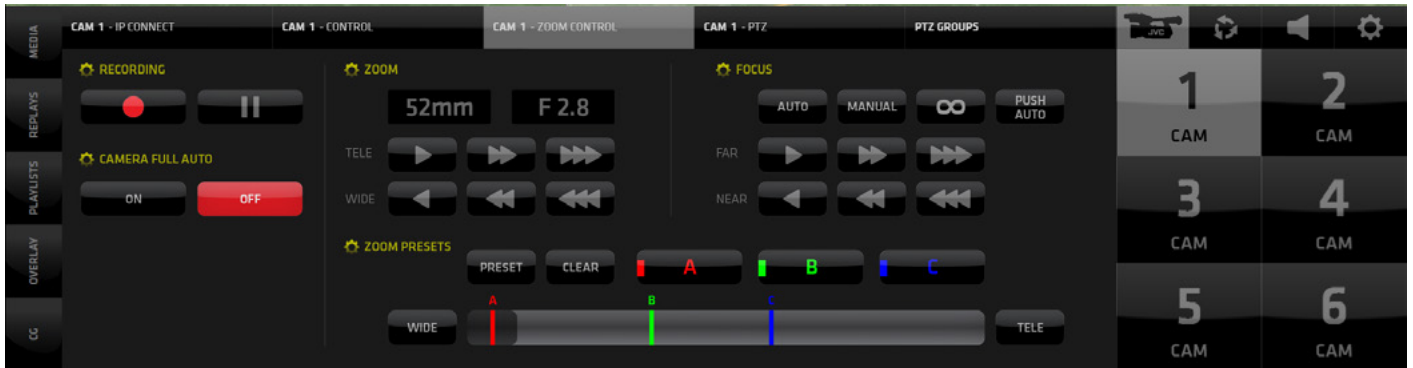 MEDIA
REPLAYS
PLAYLISTS
OVERLAY
CG
CAM 1 - IP CONNECT
CAM 1 - CONTROL
CAM 1 - ZOOM CONTROL
CAM 1 - PTZ
PTZ GROUPS
JVC
RECORDING
CAMERA FULL AUTO
ON
OFF
ZOOM
52mm
F 2.8
TELE
WIDE
FOCUS
AUTO
MANUAL
∞
PUSH
AUTO
FAR
NEAR
ZOOM PRESETS
PRESET
CLEAR
A
B
C
A
B
C
WIDE
TELE
1
CAM
2
CAM
3
CAM
4
CAM
5
CAM
6
CAM